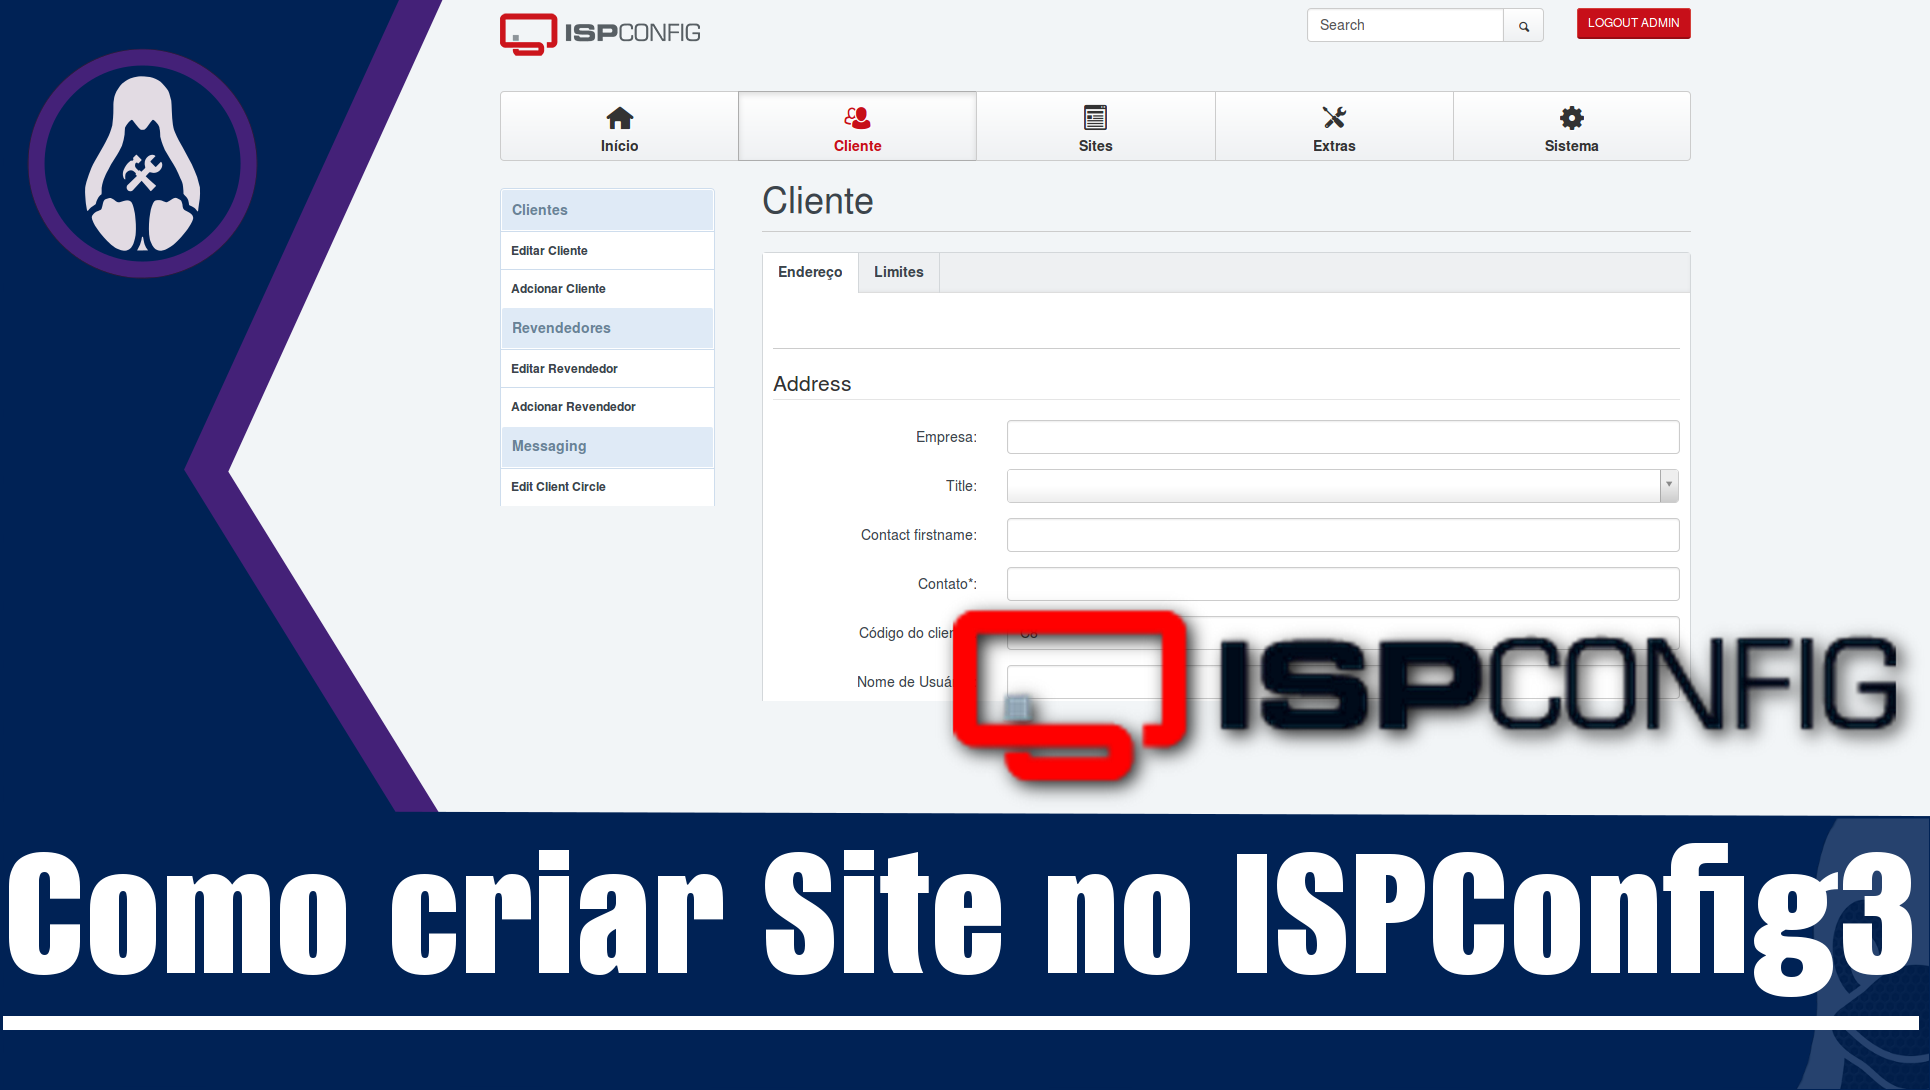 ISPCONFIG
Search
LOGOUT ADMIN
Início
Cliente
Sites
Extras
Sistema
Clientes
Editar Cliente
Adcionar Cliente
Revendedores
Editar Revendedor
Adcionar Revendedor
Messaging
Edit Client Circle
Cliente
Endereço Limites
Address
Empresa:
Title:
Contact firstname:
Contato*:
Código do clien
Nome de Usuá
ISPCONFIG
Como criar Site no ISPConfig3